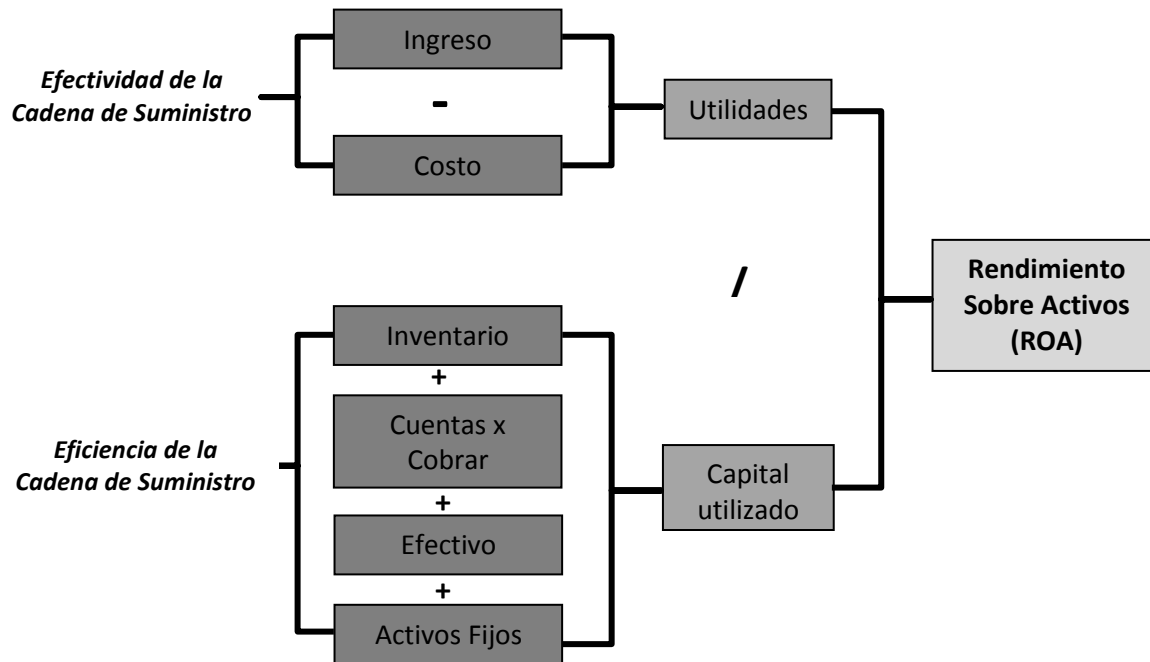 Efectividad de la
Cadena de Suministro
Ingreso
-
Costo
Utilidades
/
Rendimiento
Sobre Activos
(ROA)
Eficiencia de la
Cadena de Suministro
Inventario
+
Cuentas x
Cobrar
+
Efectivo
+
Activos Fijos
Capital
utilizado